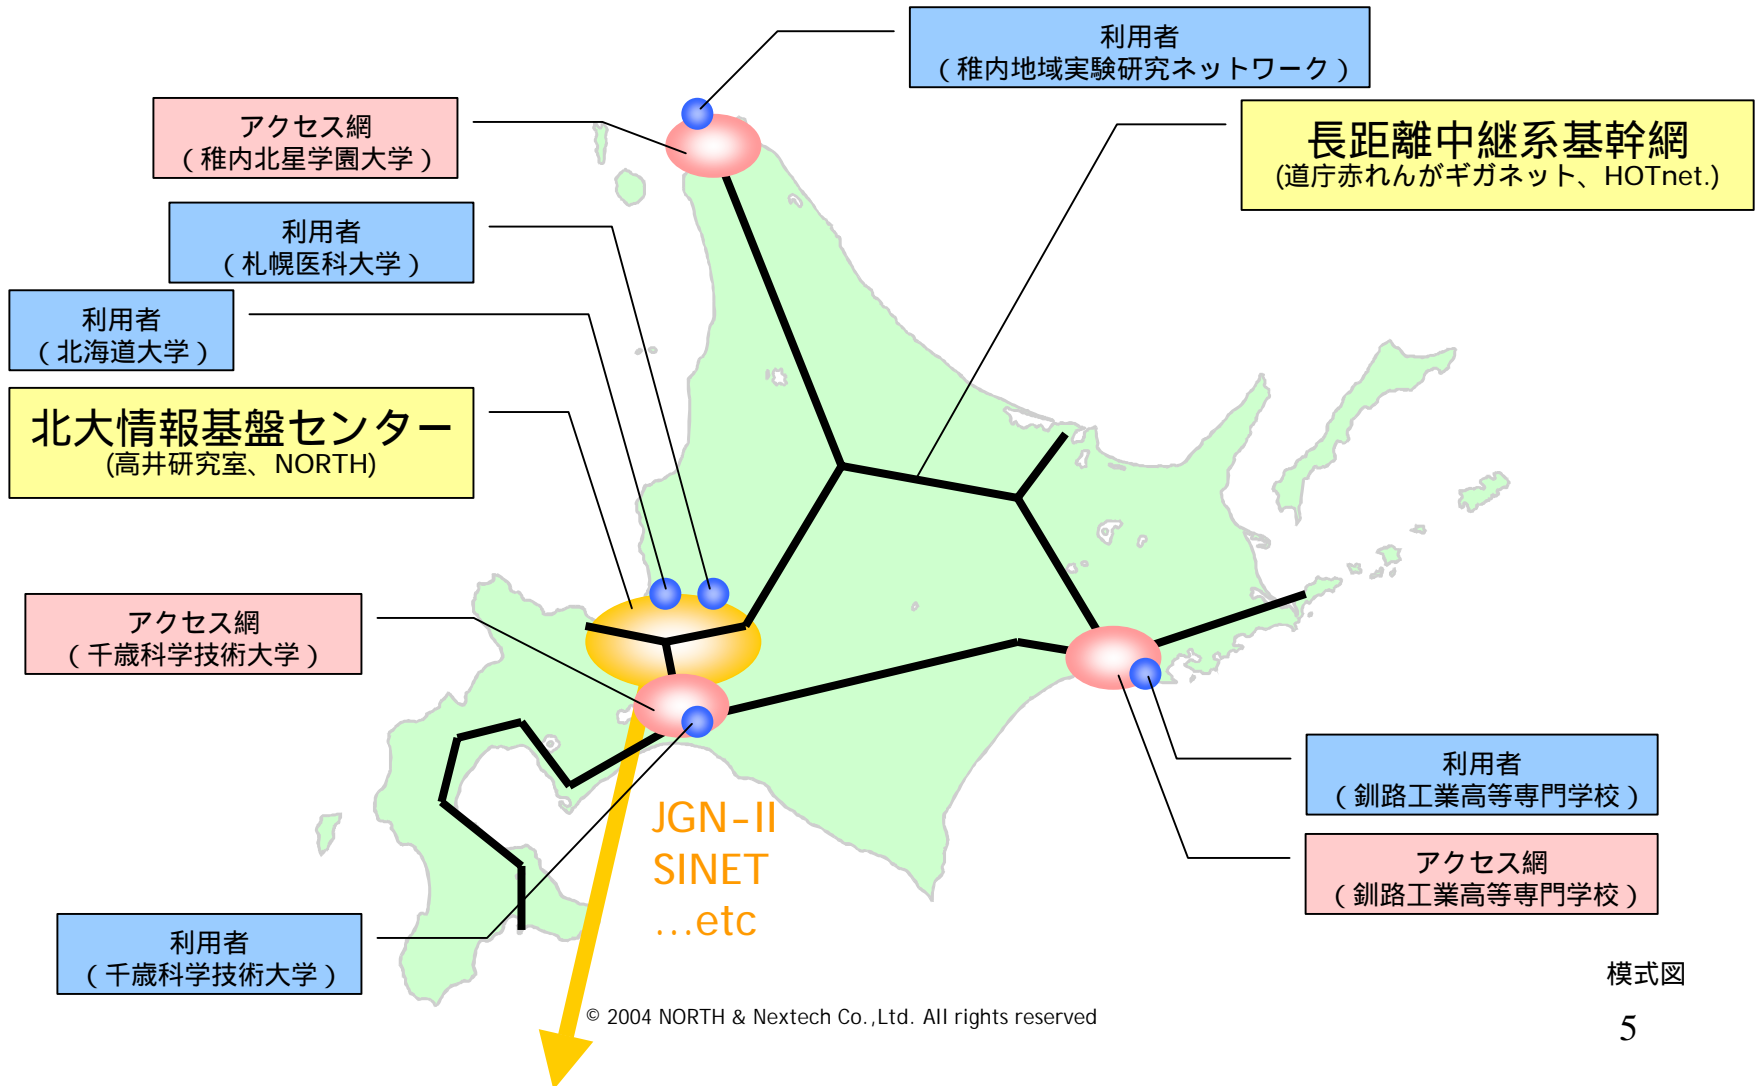 利用者
（稚内地域実験研究ネットワーク）
アクセス網
（稚内北星学園大学）
長距離中継系基幹網
(道庁赤れんがギガネット、HOTnet.)
利用者
（札幌医科大学）
利用者
（北海道大学）
北大情報基盤センター
(高井研究室、NORTH)
アクセス網
（千歳科学技術大学）
利用者
（釧路工業高等専門学校）
JGN-II
SINET
...etc
アクセス網
（釧路工業高等専門学校）
利用者
（千歳科学技術大学）
模式図
© 2004 NORTH & Nextech Co.,Ltd. All rights reserved
5